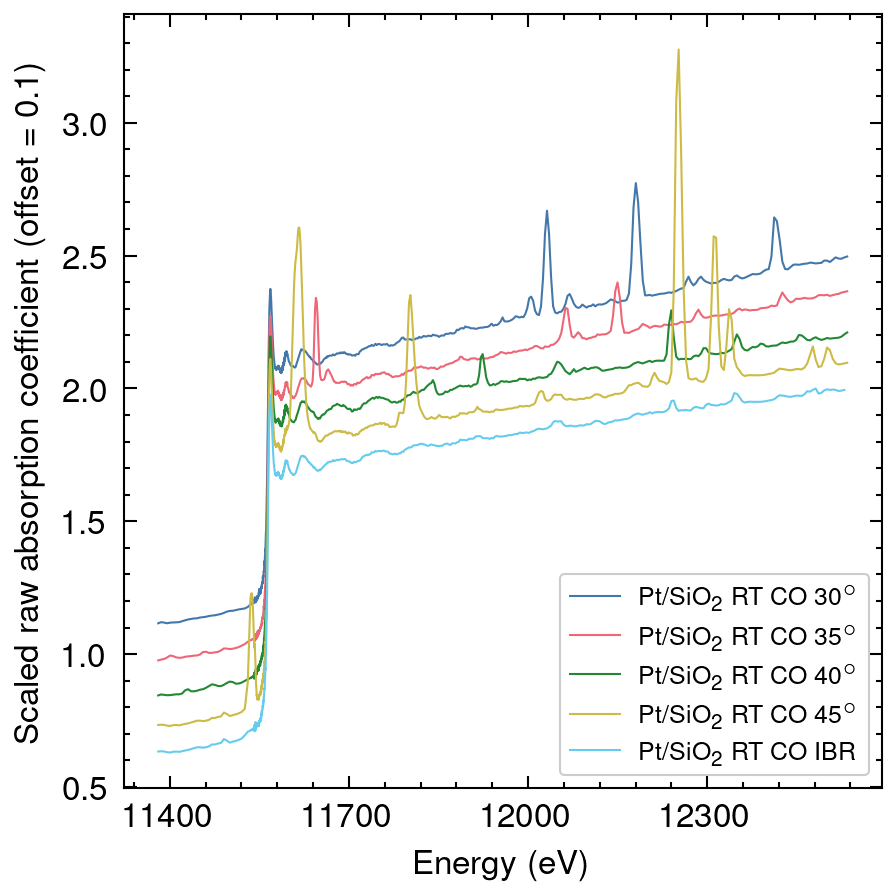 Scaled raw absorption coefficient (offset = 0.1)
3.0
2.5
2.0
1.5
1.0
0.5
11400 11700 12000 12300
Energy (eV)
Pt/SiO₂ RT CO 30°
Pt/SiO₂ RT CO 35°
Pt/SiO₂ RT CO 40°
Pt/SiO₂ RT CO 45°
Pt/SiO₂ RT CO IBR